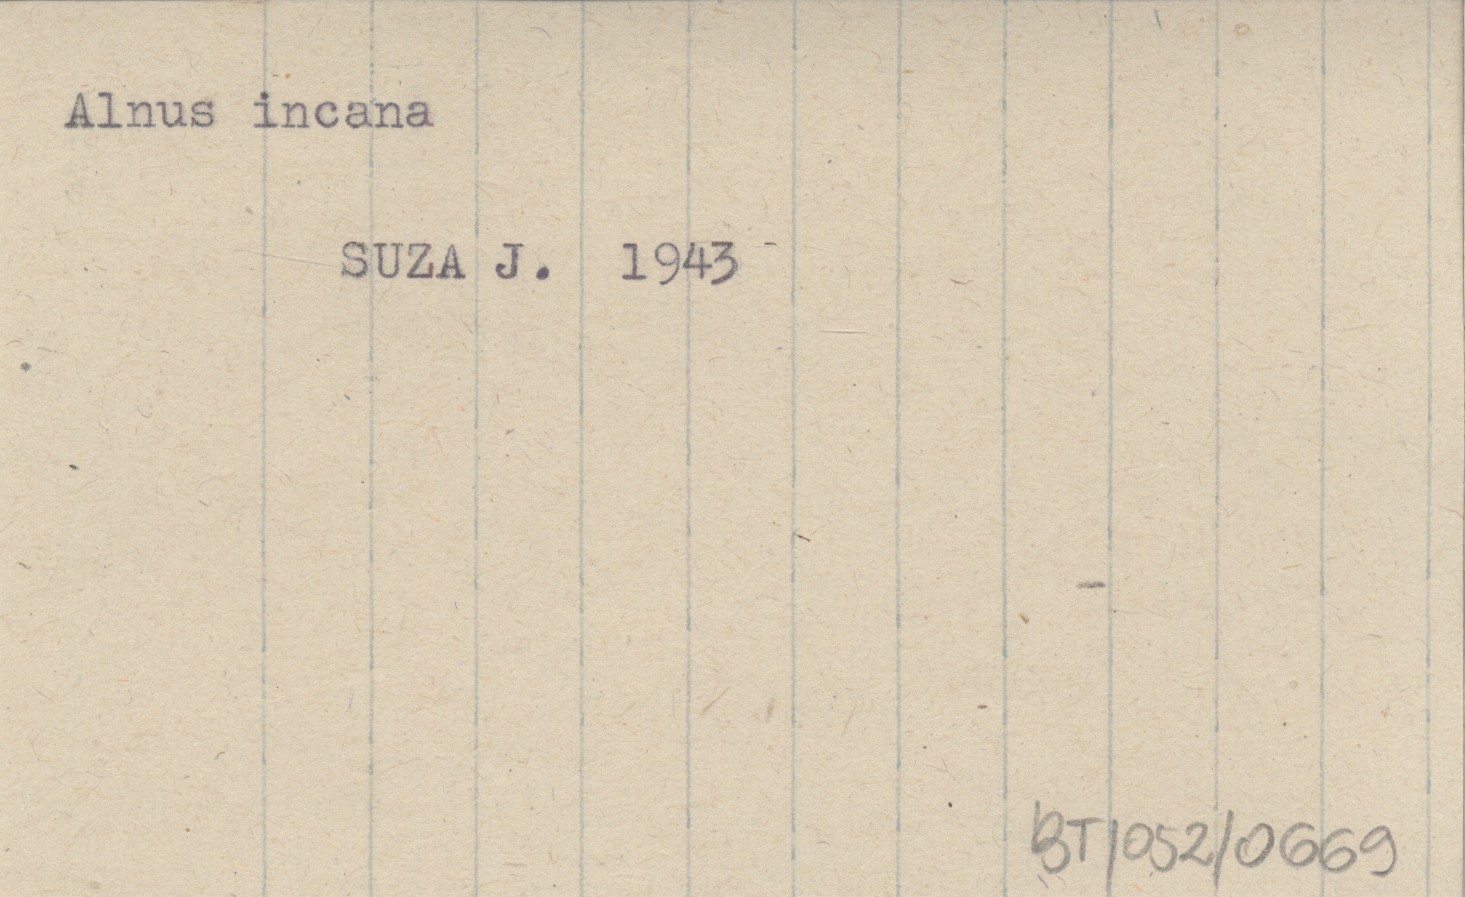 Alnus incana
SUZA J. 1943
BT/052/0669